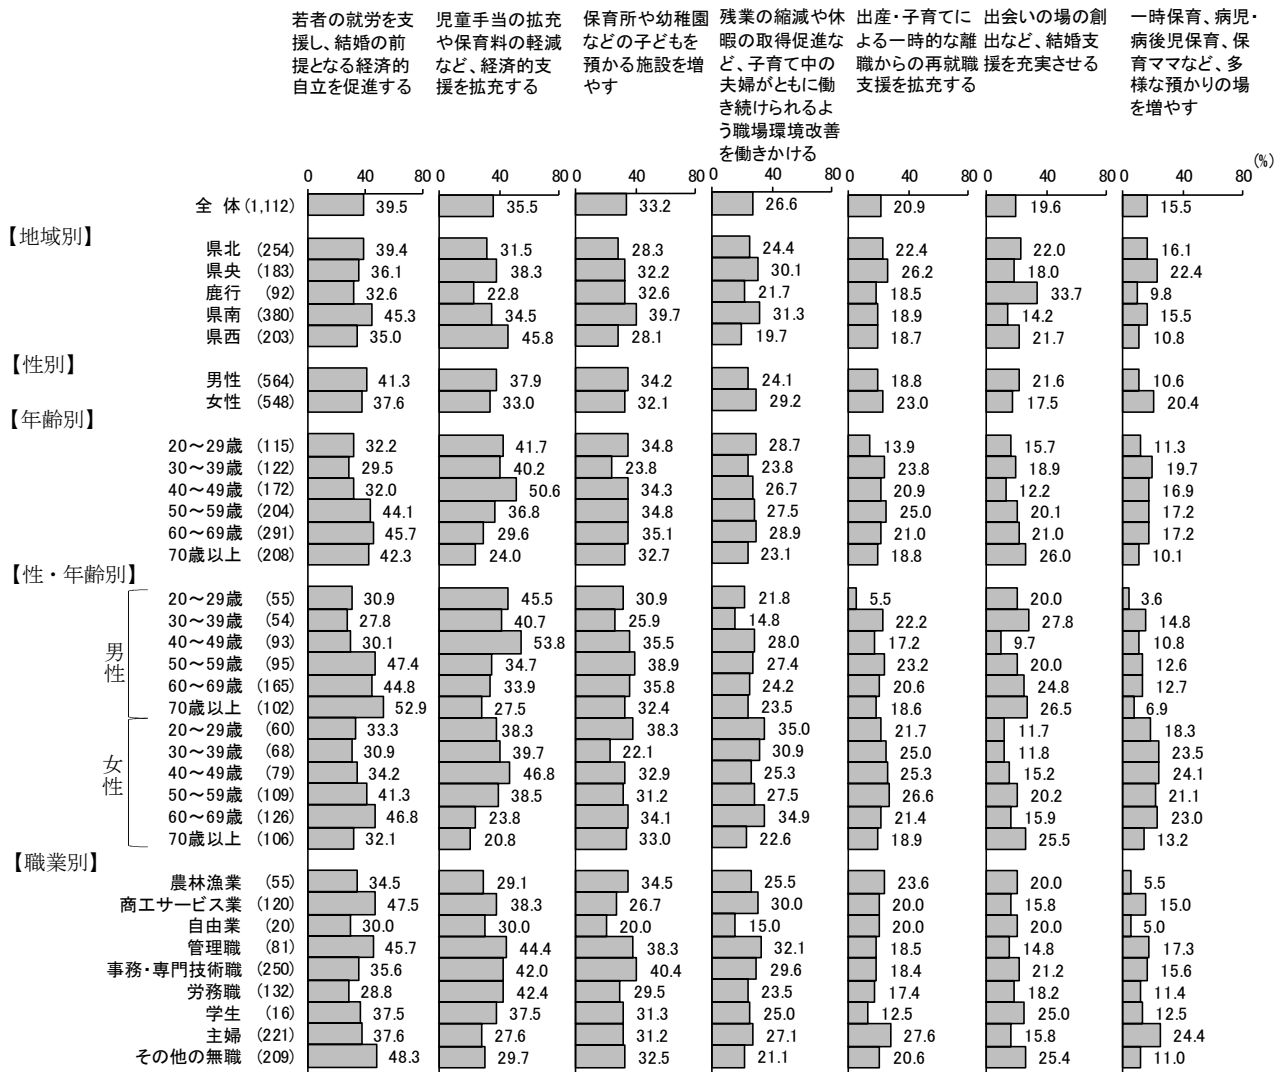 若者の就労を支
援し、結婚の前
提となる経済的
自立を促進する
児童手当の拡充
や保育料の軽減
など、経済的支
援を拡充する
保育所や幼稚園
などの子どもを
預かる施設を増
やす
残業の縮減や休
暇の取得促進な
ど、子育て中の
夫婦がともに働
き続けられるよ
う職場環境改善
を働きかける
出産・子育てに
よる一時的な離
職からの再就職
支援を拡充する
出会いの場の創
出など、結婚支
援を充実させる
一時保育、病児・
病後児保育、保
育ママなど、多
様な預かりの場
を増やす
(%)
0 40 80 0 40 80 0 40 80 0 40 80 0 40 80 0 40 80 0 40 80
全 体(1,112) 39.5 35.5 33.2 26.6 20.9 19.6 15.5
【地域別】
県北 (254) 39.4 31.5 28.3 24.4 22.4 22.0 16.1
県央 (183) 36.1 38.3 32.2 30.1 26.2 18.0 22.4
鹿行 (92) 32.6 22.8 32.6 21.7 18.5 33.7 9.8
県南 (380) 45.3 34.5 39.7 31.3 18.9 14.2 15.5
県西 (203) 35.0 45.8 28.1 19.7 18.7 21.7 10.8
【性別】
男性 (564) 41.3 37.9 34.2 24.1 18.8 21.6 10.6
女性 (548) 37.6 33.0 32.1 29.2 23.0 17.5 20.4
【年齢別】
20～29歳 (115) 32.2 41.7 34.8 28.7 13.9 15.7 11.3
30～39歳 (122) 29.5 40.2 23.8 23.8 23.8 18.9 19.7
40～49歳 (172) 32.0 50.6 34.3 26.7 20.9 12.2 16.9
50～59歳 (204) 44.1 36.8 34.8 27.5 25.0 20.1 17.2
60～69歳 (291) 45.7 29.6 35.1 28.9 21.0 21.0 17.2
70歳以上 (208) 42.3 24.0 32.7 23.1 18.8 26.0 10.1
【性・年齢別】
男性
20～29歳 (55) 30.9 45.5 30.9 21.8 5.5 20.0 3.6
30～39歳 (54) 27.8 40.7 25.9 14.8 22.2 27.8 14.8
40～49歳 (93) 30.1 53.8 35.5 28.0 17.2 9.7 10.8
50～59歳 (95) 47.4 34.7 38.9 27.4 23.2 20.0 12.6
60～69歳 (165) 44.8 33.9 35.8 24.2 20.6 24.8 12.7
70歳以上 (102) 52.9 27.5 32.4 23.5 18.6 26.5 6.9
女性
20～29歳 (60) 33.3 38.3 38.3 35.0 21.7 11.7 18.3
30～39歳 (68) 30.9 39.7 22.1 30.9 25.0 11.8 23.5
40～49歳 (79) 34.2 46.8 32.9 25.3 25.3 15.2 24.1
50～59歳 (109) 41.3 38.5 31.2 27.5 26.6 20.2 21.1
60～69歳 (126) 46.8 23.8 34.1 34.9 21.4 15.9 23.0
70歳以上 (106) 32.1 20.8 33.0 22.6 18.9 25.5 13.2
【職業別】
農林漁業 (55) 34.5 29.1 34.5 25.5 23.6 20.0 5.5
商工サービス業 (120) 47.5 38.3 26.7 30.0 20.0 15.8 15.0
自由業 (20) 30.0 30.0 20.0 15.0 20.0 20.0 5.0
管理職 (81) 45.7 44.4 38.3 32.1 18.5 14.8 17.3
事務・専門技術職 (250) 35.6 42.0 40.4 29.6 18.4 21.2 15.6
労務職 (132) 28.8 42.4 29.5 23.5 17.4 18.2 11.4
学生 (16) 37.5 37.5 31.3 25.0 12.5 25.0 12.5
主婦 (221) 37.6 27.6 31.2 27.1 27.6 15.8 24.4
その他の無職 (209) 48.3 29.7 32.5 21.1 20.6 25.4 11.0